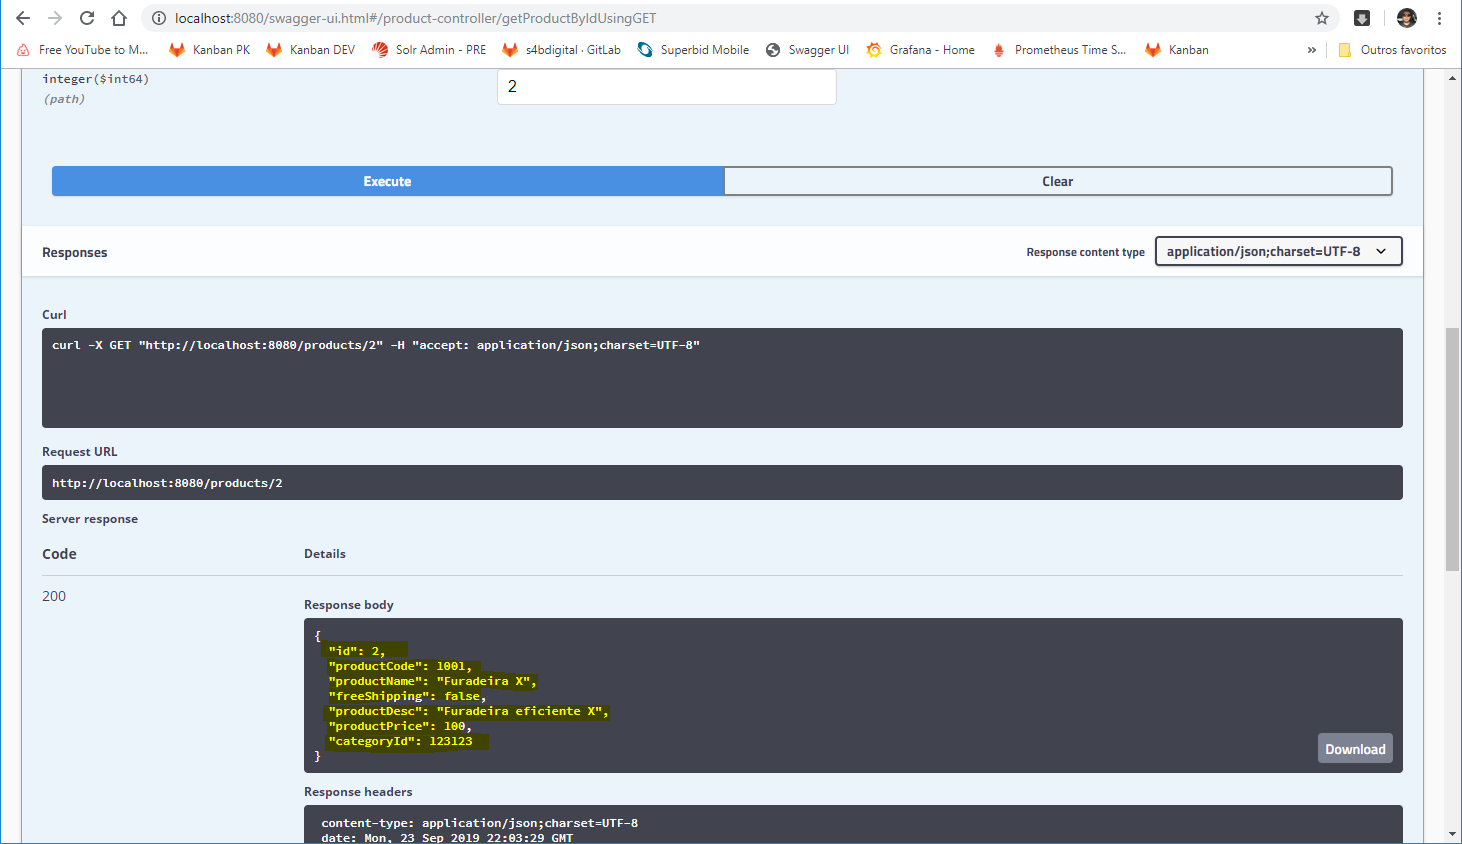 localhost:8080/swagger-ui.html#/product-controller/getProductByIdUsingGET
Free YouTube to M... Kanban PK Kanban DEV Solr Admin - PRE s4bdigital · GitLab Superbid Mobile Swagger UI Grafana - Home Prometheus Time S... Kanban » Outros favoritos
integer($int64) 2
(path)
Execute Clear
Responses Response content type application/json;charset=UTF-8
Curl
curl -X GET "http://localhost:8080/products/2" -H "accept: application/json;charset=UTF-8"
Request URL
http://localhost:8080/products/2
Server response
Code Details
200
Response body
{
"id": 2,
"productCode": 1001,
"productName": "Furadeira X",
"freeShipping": false,
"productDesc": "Furadeira eficiente X",
"productPrice": 100,
"categoryId": 123123
}
Download
Response headers
content-type: application/json;charset=UTF-8
date: Mon, 23 Sep 2019 22:03:29 GMT